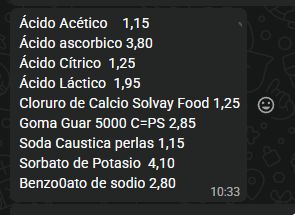 Ácido Acético 1,15
Ácido ascorbico 3,80
Ácido Cítrico 1,25
Ácido Láctico 1,95
Cloruro de Calcio Solvay Food 1,25
Goma Guar 5000 C=PS 2,85
Soda Caustica perlas 1,15
Sorbato de Potasio 4,10
Benzo0ato de sodio 2,80
10:33